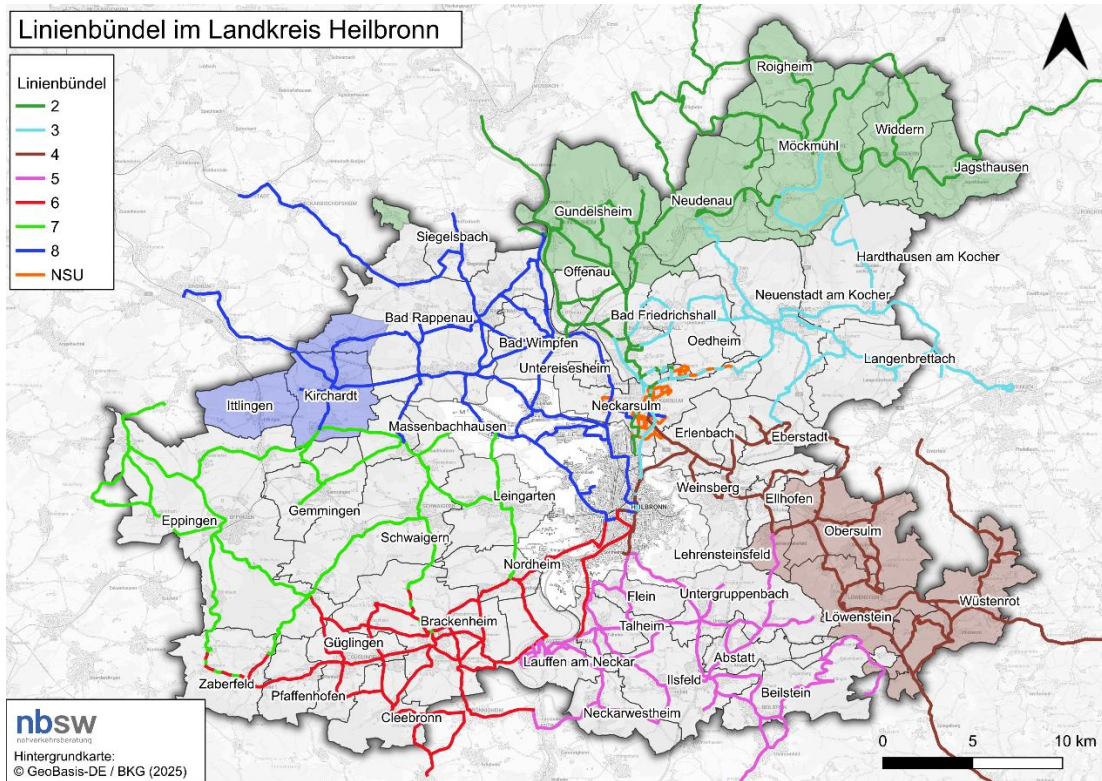 Linienbündel im Landkreis Heilbronn
Linienbündel
2
3
4
5
6
7
8
NSU
Roigheim
Widdern
Möckmühl
Jagsthausen
Neudenau
Gundelsheim
Siegelsbach
Hardthausen am Kocher
Offenau
Neuenstadt am Kocher
Bad Rappenau
Bad Friedrichshall
Bad Wimpfen
Oedheim
Langenbrettach
Untereisesheim
Kirchardt
Ittlingen
Neckarsulm
Massenbachhausen
Erlenbach
Eberstadt
Weinsberg
Leingarten
Ellhofen
Gemmingen
HEILBRONN
Eppingen
Obersulm
Schwaigern
Lehrensteinsfeld
Nordheim
Flein
Untergruppenbach
Wüstenrot
Löwenstein
Brackenheim
Talheim
Güglingen
Lauffen am Neckar
Abstatt
Zaberfeld
Ilsfeld
Pfaffenhofen
Beilstein
Cleebronn
Neckarwestheim
nbsw
nahverkehrsberatung
Hintergrundkarte:
© GeoBasis-DE / BKG (2025)
0 5 10 km